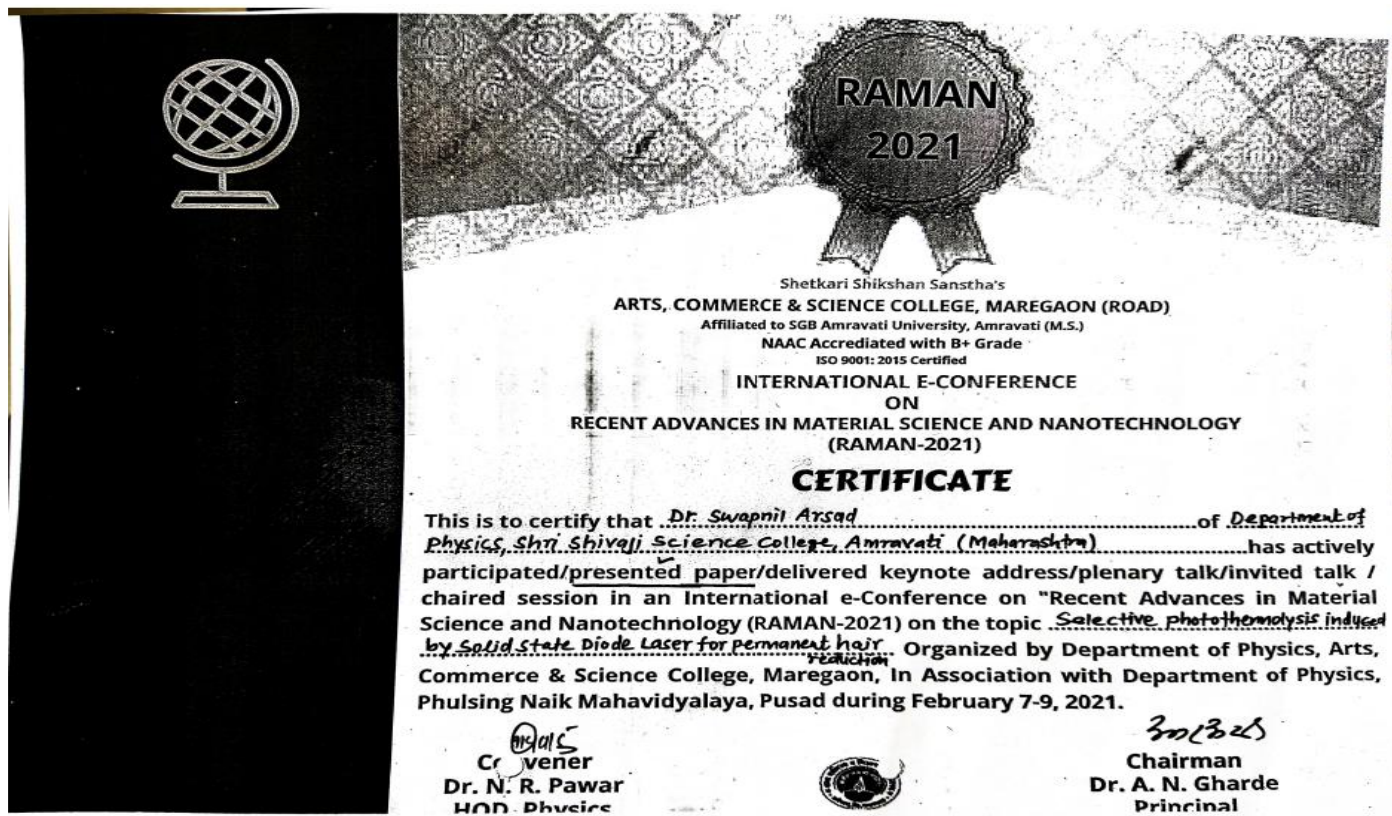 RAMAN
2021
Shetkari Shikshan Sanstha's
ARTS, COMMERCE & SCIENCE COLLEGE, MAREGAON (ROAD)
Affiliated to SGB Amravati University, Amravati (M.S.)
NAAC Accrediated with B+ Grade
ISO 9001: 2015 Certified
INTERNATIONAL E-CONFERENCE
ON
RECENT ADVANCES IN MATERIAL SCIENCE AND NANOTECHNOLOGY
(RAMAN-2021)
CERTIFICATE
This is to certify that Dr. Swapnil Arsad of Department of
Physics, Shri Shivaji Science College, Amravati (Maharashtra) has actively
participated/presented paper/delivered keynote address/plenary talk/invited talk /
chaired session in an International e-Conference on "Recent Advances in Material
Science and Nanotechnology (RAMAN-2021) on the topic Selective photothermolysis induced
by Solid State Diode Laser for permanent hair reduction Organized by Department of Physics, Arts,
Commerce & Science College, Maregaon, In Association with Department of Physics,
Phulsing Naik Mahavidyalaya, Pusad during February 7-9, 2021.
Convener
Dr. N. R. Pawar
HOD Physics
Chairman
Dr. A. N. Gharde
Principal